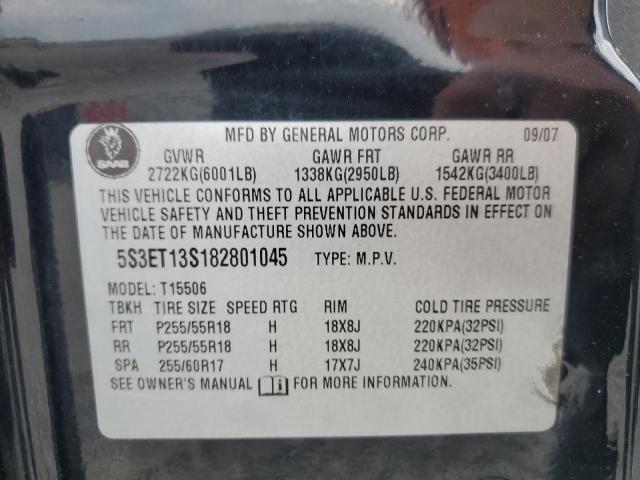 SAAB
MFD BY GENERAL MOTORS CORP. 09/07
GVWR GAWR FRT GAWR RR
2722KG(6001LB) 1338KG(2950LB) 1542KG(3400LB)
THIS VEHICLE CONFORMS TO ALL APPLICABLE U.S. FEDERAL MOTOR
VEHICLE SAFETY AND THEFT PREVENTION STANDARDS IN EFFECT ON
THE DATE OF MANUFACTURE SHOWN ABOVE.
5S3ET13S182801045 TYPE: M.P.V.
MODEL: T15506
TBKH TIRE SIZE SPEED RTG RIM COLD TIRE PRESSURE
FRT P255/55R18 H 18X8J 220KPA(32PSI)
RR P255/55R18 H 18X8J 220KPA(32PSI)
SPA 255/60R17 H 17X7J 240KPA(35PSI)
SEE OWNER'S MANUAL i FOR MORE INFORMATION.